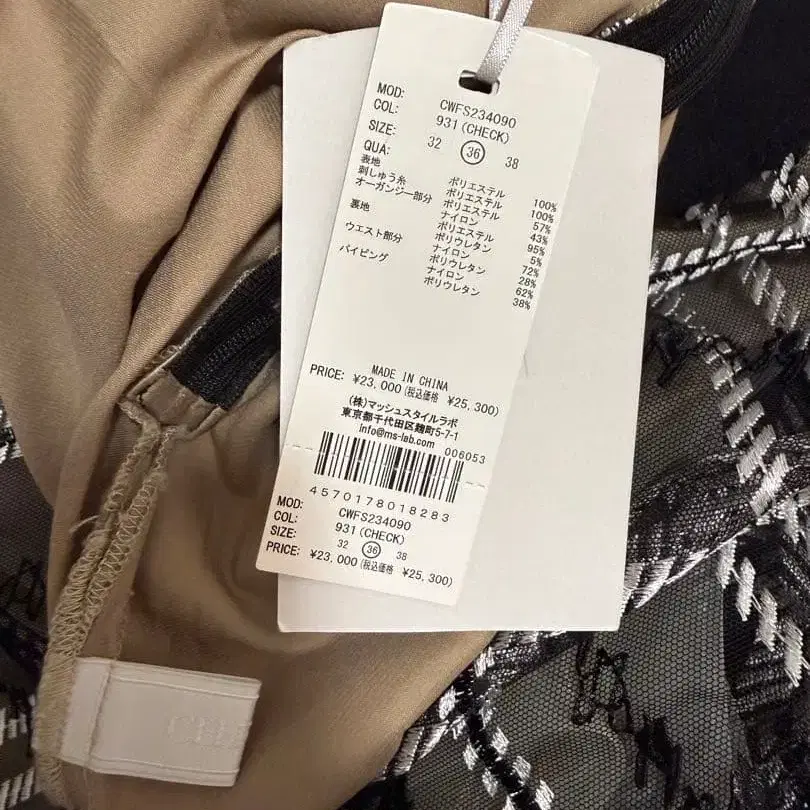 MOD: CWFS234090
COL: 931(CHECK)
SIZE: 32 36 38
QUA:
表地 ポリエステル 100%
刺しゅう糸 ポリエステル 100%
オーガンジー部分 ポリエステル 57%
ナイロン 43%
裏地 ポリエステル 95%
ポリウレタン 5%
ウエスト部分 ナイロン 72%
ポリウレタン 28%
パイピング ナイロン 62%
ポリウレタン 38%
MADE IN CHINA
PRICE: ¥23,000(税込価格 ¥25,300)
(株)マッシュスタイルラボ
東京都千代田区麹町5-7-1
info@ms-lab.com
006053
4570178018283
MOD: CWFS234090
COL: 931(CHECK)
SIZE: 32 36 38
PRICE: ¥23,000(税込価格 ¥25,300)